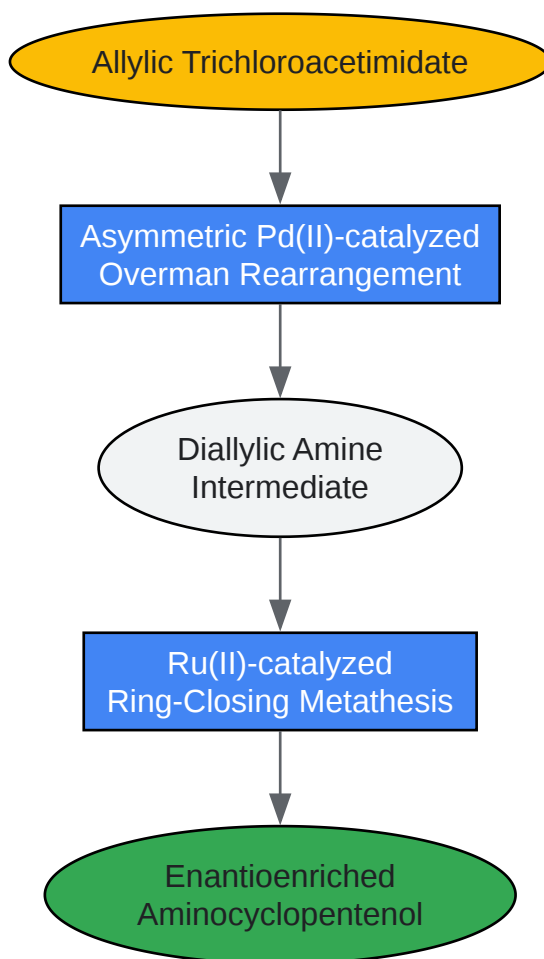 Allylic Trichloroacetimidate
Asymmetric Pd(II)-catalyzed
Overman Rearrangement
Diallylic Amine
Intermediate
Ru(II)-catalyzed
Ring-Closing Metathesis
Enantioenriched
Aminocyclopentenol